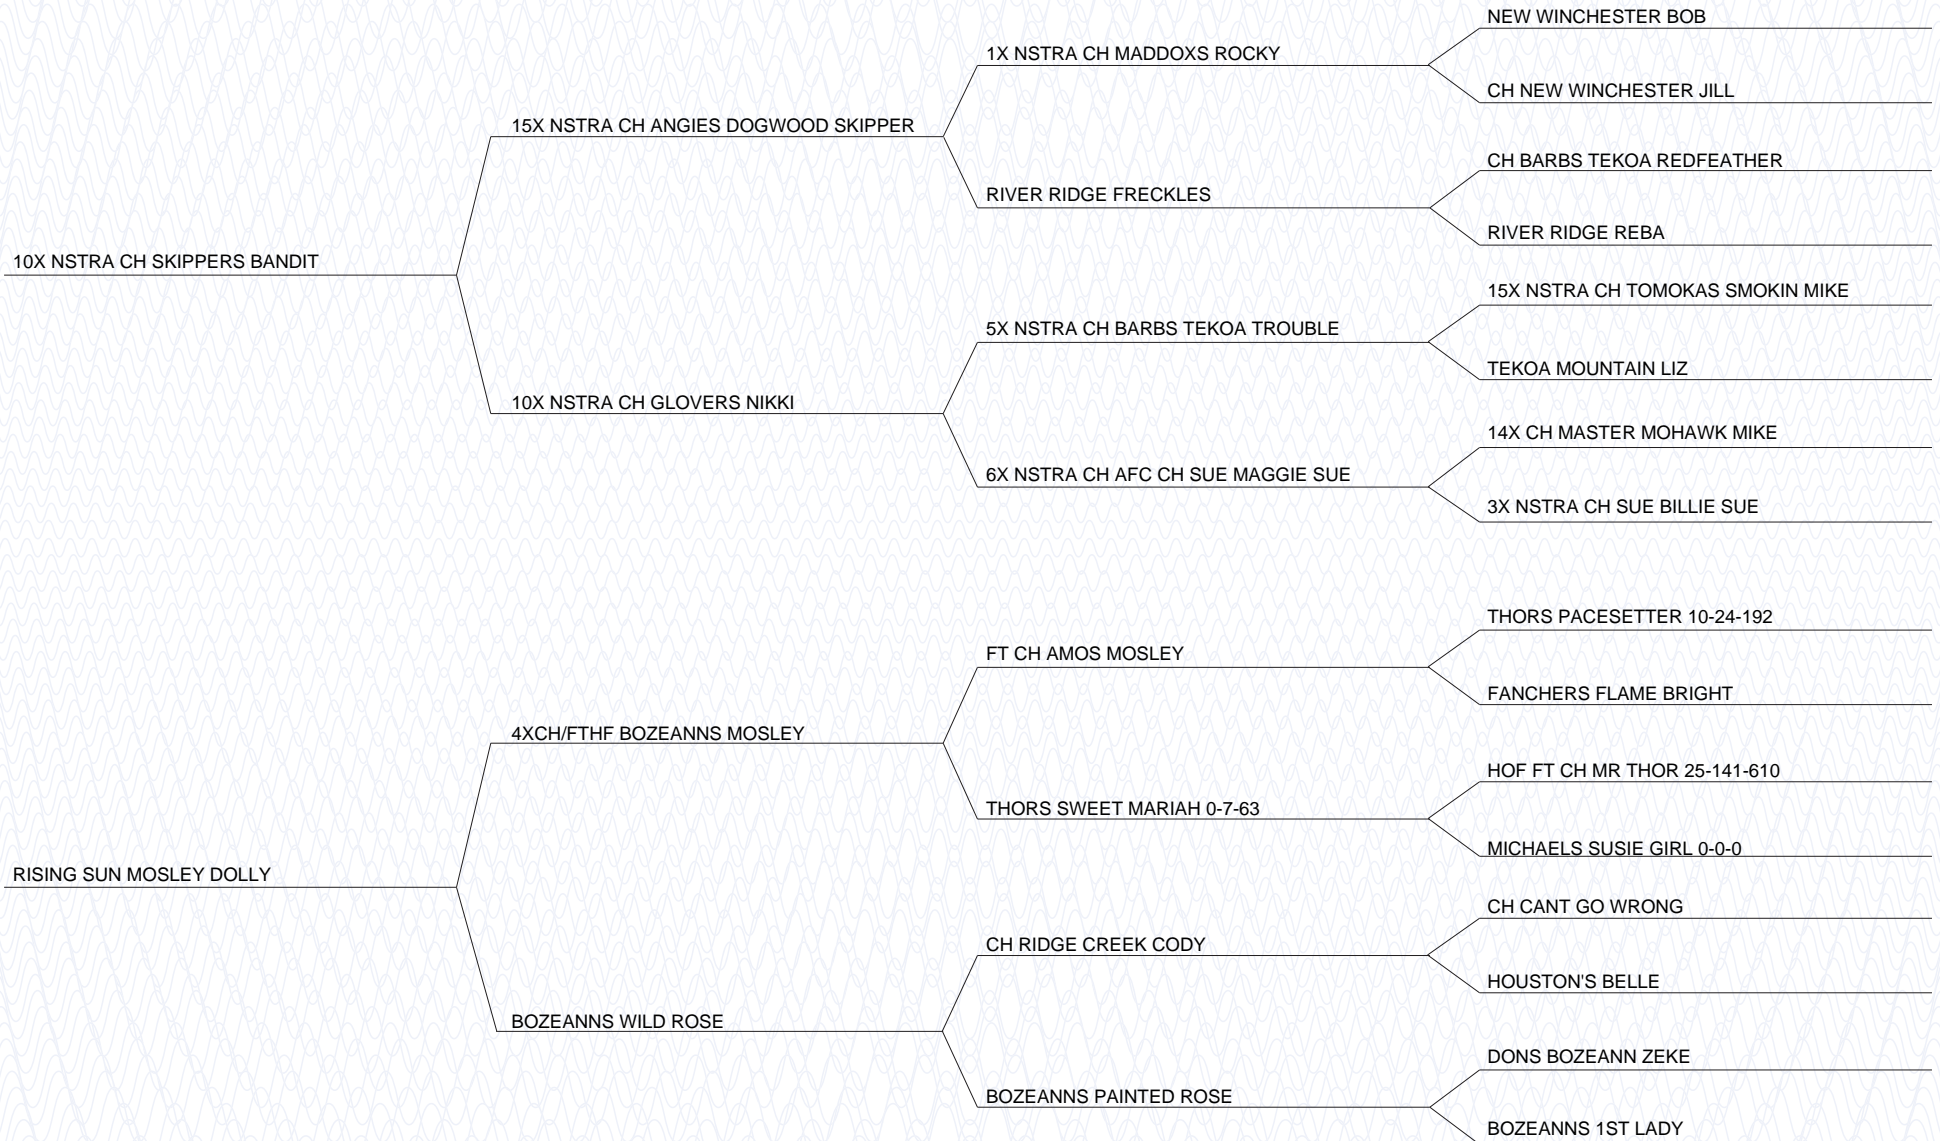 NEW WINCHESTER BOB
1X NSTRA CH MADDOXS ROCKY
CH NEW WINCHESTER JILL
15X NSTRA CH ANGIES DOGWOOD SKIPPER
CH BARBS TEKOA REDFEATHER
RIVER RIDGE FRECKLES
RIVER RIDGE REBA
10X NSTRA CH SKIPPERS BANDIT
15X NSTRA CH TOMOKAS SMOKIN MIKE
5X NSTRA CH BARBS TEKOA TROUBLE
TEKOA MOUNTAIN LIZ
10X NSTRA CH GLOVERS NIKKI
14X CH MASTER MOHAWK MIKE
6X NSTRA CH AFC CH SUE MAGGIE SUE
3X NSTRA CH SUE BILLIE SUE
THORS PACESETTER 10-24-192
FT CH AMOS MOSLEY
FANCHERS FLAME BRIGHT
4XCH/FTHF BOZEANNS MOSLEY
HOF FT CH MR THOR 25-141-610
THORS SWEET MARIAH 0-7-63
MICHAELS SUSIE GIRL 0-0-0
RISING SUN MOSLEY DOLLY
CH CANT GO WRONG
CH RIDGE CREEK CODY
HOUSTON'S BELLE
BOZEANNS WILD ROSE
DONS BOZEANN ZEKE
BOZEANNS PAINTED ROSE
BOZEANNS 1ST LADY